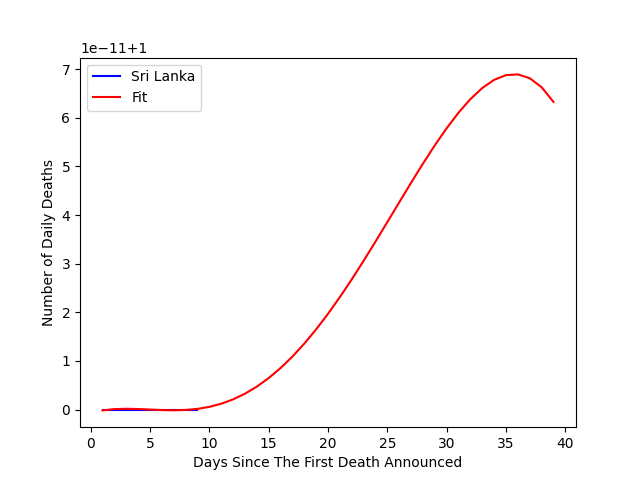 1e−11+1
Sri Lanka
Fit
7
6
5
4
3
2
1
0
Number of Daily Deaths
0 5 10 15 20 25 30 35 40
Days Since The First Death Announced